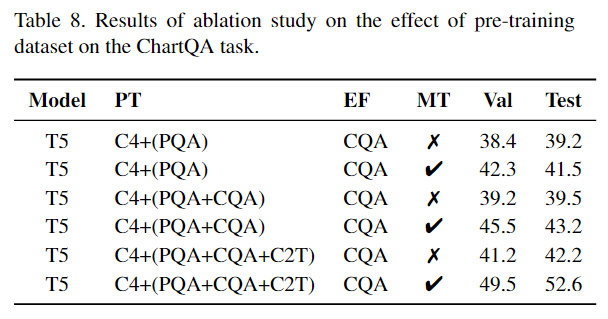 Table 8. Results of ablation study on the effect of pre-training
dataset on the ChartQA task.
Model PT EF MT Val Test
T5 C4+(PQA) CQA ✗ 38.4 39.2
T5 C4+(PQA) CQA ✔ 42.3 41.5
T5 C4+(PQA+CQA) CQA ✗ 39.2 39.5
T5 C4+(PQA+CQA) CQA ✔ 45.5 43.2
T5 C4+(PQA+CQA+C2T) CQA ✗ 41.2 42.2
T5 C4+(PQA+CQA+C2T) CQA ✔ 49.5 52.6